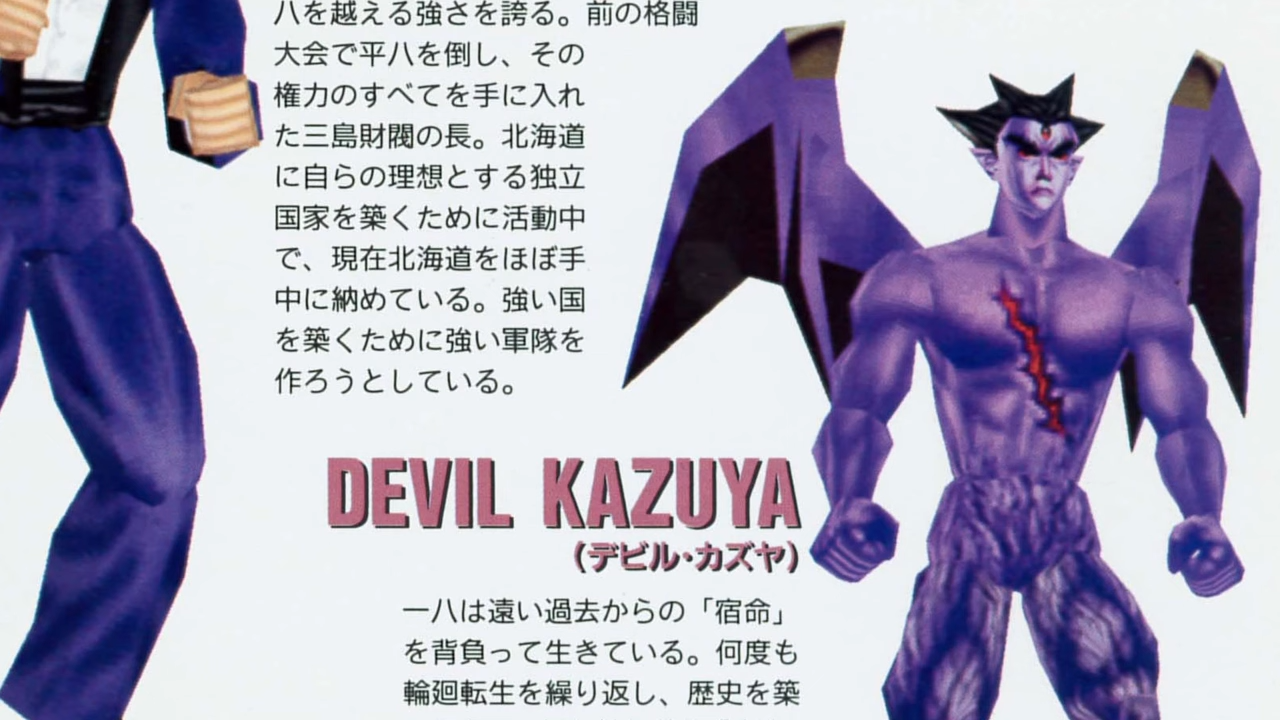 八を越える強さを誇る。前の格闘
大会で平八を倒し、その
権力のすべてを手に入れ
た三島財閥の長。北海道
に自らの理想とする独立
国家を築くために活動中
で、現在北海道をほぼ手
中に納めている。強い国
を築くために強い軍隊を
作ろうとしている。
DEVIL KAZUYA
(デビル・カズヤ)
一八は遠い過去からの「宿命」
を背負って生きている。何度も
輪廻転生を繰り返し、歴史を築